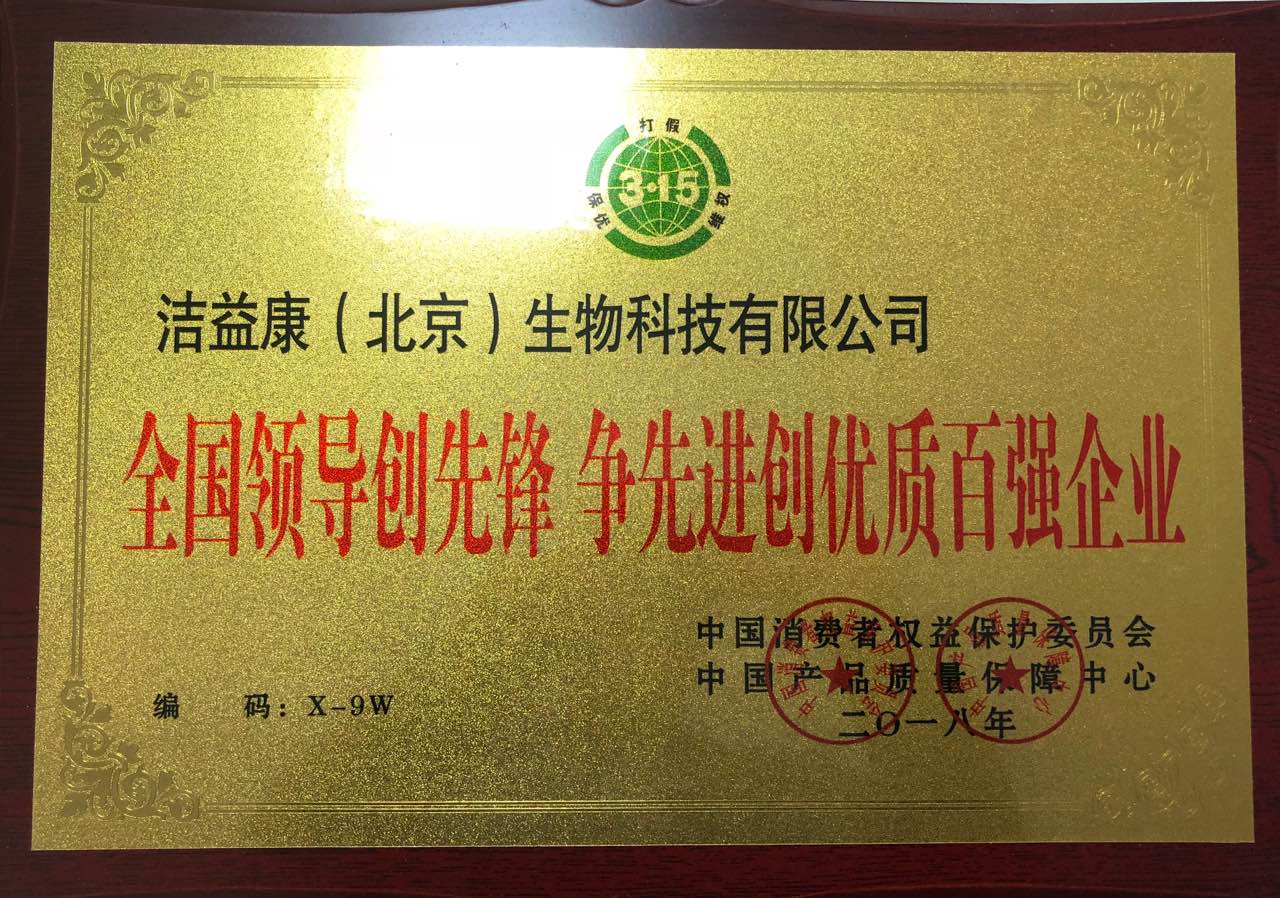 打假
3·15
保优
维权
洁益康（北京）生物科技有限公司
全国领导创先锋 争先进创优质百强企业
中国消费者权益保护委员会
中国产品质量保障中心
编 码：X-9W
二〇一八年